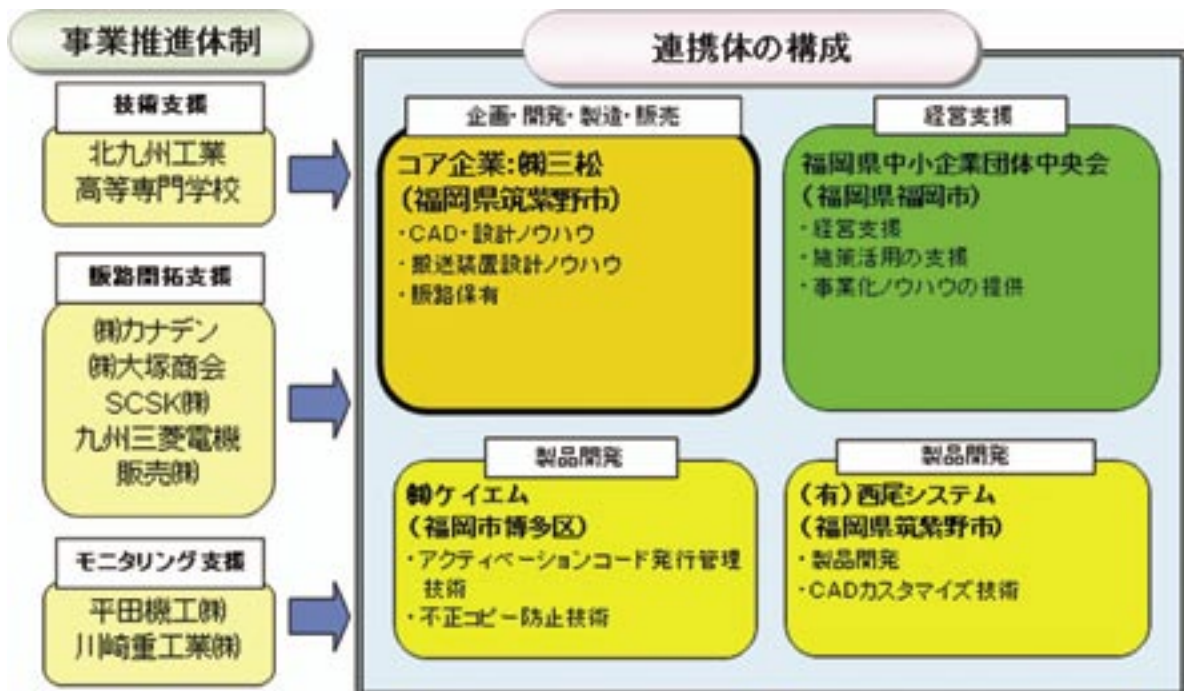 事業推進体制
技術支援
北九州工業
高等専門学校
販路開拓支援
㈱カナデン
㈱大塚商会
SCSK㈱
九州三菱電機
販売㈱
モニタリング支援
平田機工㈱
川崎重工業㈱
連携体の構成
企画・開発・製造・販売
コア企業:㈱三松
(福岡県筑紫野市)
・CAD・設計ノウハウ
・搬送装置設計ノウハウ
・販路保有
経営支援
福岡県中小企業団体中央会
(福岡県福岡市)
・経営支援
・施策活用の支援
・事業化ノウハウの提供
製品開発
㈱ケイエム
(福岡市博多区)
・アクティベーションコード発行管理
技術
・不正コピー防止技術
製品開発
(有)西尾システム
(福岡県筑紫野市)
・製品開発
・CADカスタマイズ技術